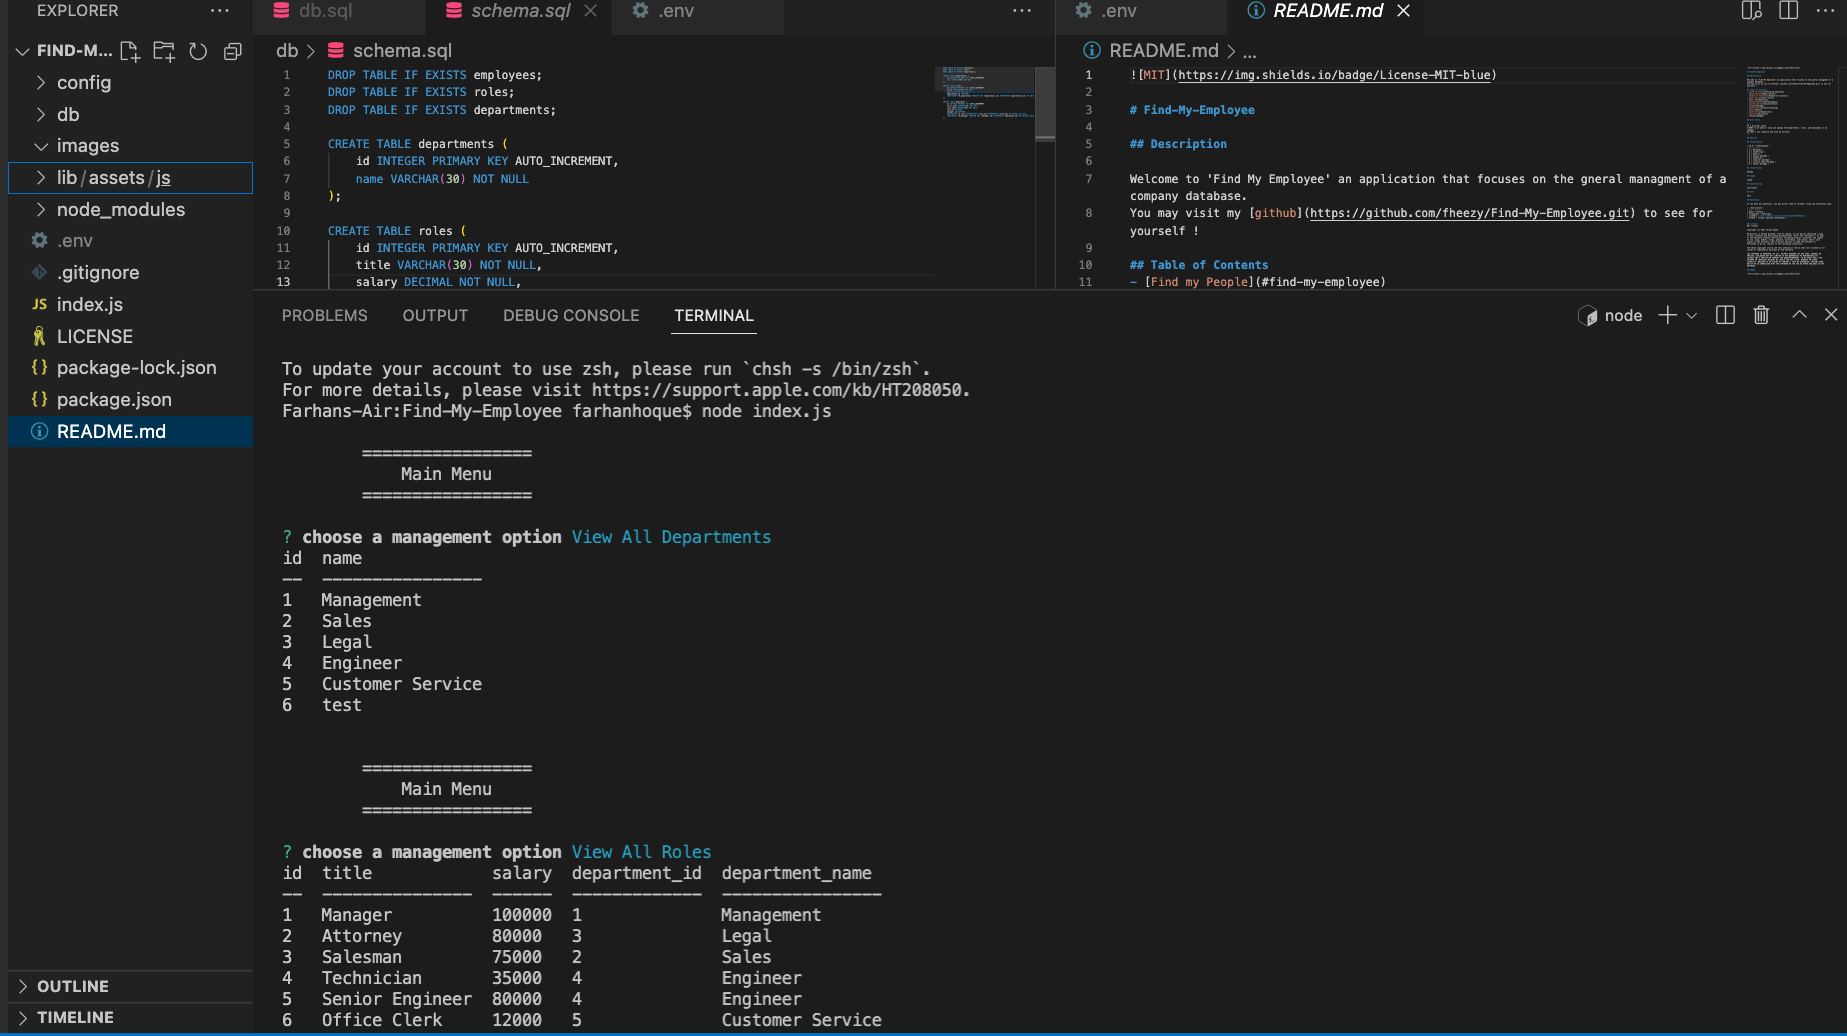 EXPLORER
FIND-M...
config
db
images
lib/assets/js
node_modules
.env
.gitignore
JS index.js
LICENSE
{} package-lock.json
{} package.json
README.md
OUTLINE
TIMELINE
db.sql
schema.sql
.env
db > schema.sql
1 DROP TABLE IF EXISTS employees;
2 DROP TABLE IF EXISTS roles;
3 DROP TABLE IF EXISTS departments;
4
5 CREATE TABLE departments (
6 id INTEGER PRIMARY KEY AUTO_INCREMENT,
7 name VARCHAR(30) NOT NULL
8 );
9
10 CREATE TABLE roles (
11 id INTEGER PRIMARY KEY AUTO_INCREMENT,
12 title VARCHAR(30) NOT NULL,
13 salary DECIMAL NOT NULL,
.env
README.md
README.md > ...
1 ![MIT](https://img.shields.io/badge/License-MIT-blue)
2
3 # Find-My-Employee
4
5 ## Description
6
7 Welcome to 'Find My Employee' an application that focuses on the gneral managment of a
company database.
8 You may visit my [github](https://github.com/fheezy/Find-My-Employee.git) to see for
yourself !
9
10 ## Table of Contents
11 - [Find my People](#find-my-employee)
PROBLEMS OUTPUT DEBUG CONSOLE TERMINAL
node
To update your account to use zsh, please run `chsh -s /bin/zsh`.
For more details, please visit https://support.apple.com/kb/HT208050.
Farhans-Air:Find-My-Employee farhanhoque$ node index.js
=================
Main Menu
=================
? choose a management option View All Departments
id name
-- ----------------
1 Management
2 Sales
3 Legal
4 Engineer
5 Customer Service
6 test
=================
Main Menu
=================
? choose a management option View All Roles
id title salary department_id department_name
-- --------------- ------ ------------- ----------------
1 Manager 100000 1 Management
2 Attorney 80000 3 Legal
3 Salesman 75000 2 Sales
4 Technician 35000 4 Engineer
5 Senior Engineer 80000 4 Engineer
6 Office Clerk 12000 5 Customer Service